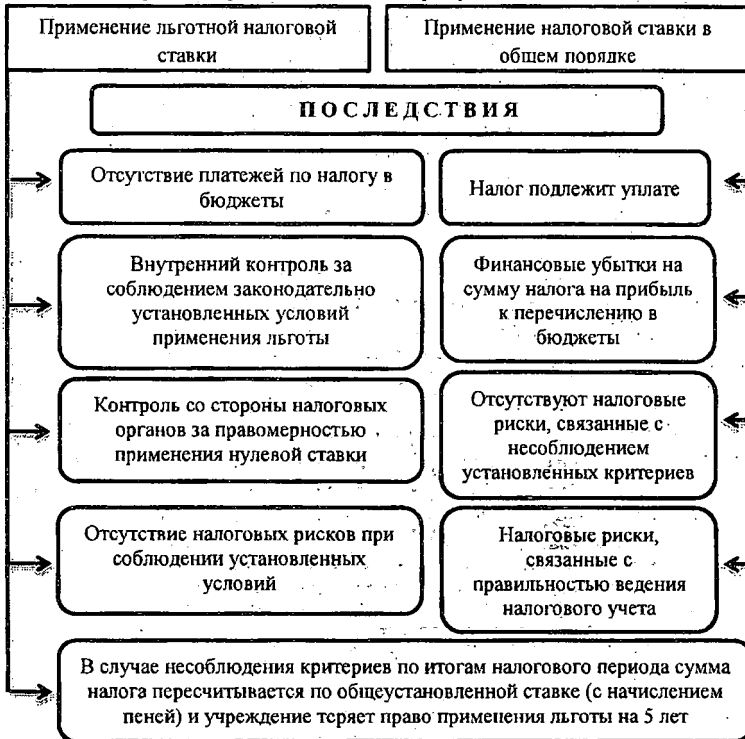 Применение льготной налоговой
ставки
Применение налоговой ставки в
общем порядке
ПОСЛЕДСТВИЯ
Отсутствие платежей по налогу в
бюджеты
Налог подлежит уплате
Внутренний контроль за
соблюдением законодательно
установленных условий
применения льготы
Финансовые убытки на
сумму налога на прибыль
к перечислению в
бюджеты
Контроль со стороны налоговых
органов за правомерностью
применения нулевой ставки
Отсутствуют налоговые
риски, связанные с
несоблюдением
установленных критериев
Отсутствие налоговых рисков при
соблюдении установленных
условий
Налоговые риски,
связанные с
правильностью ведения
налогового учета
В случае несоблюдения критериев по итогам налогового периода сумма
налога пересчитывается по общеустановленной ставке (с начислением
пеней) и учреждение теряет право применения льготы на 5 лет